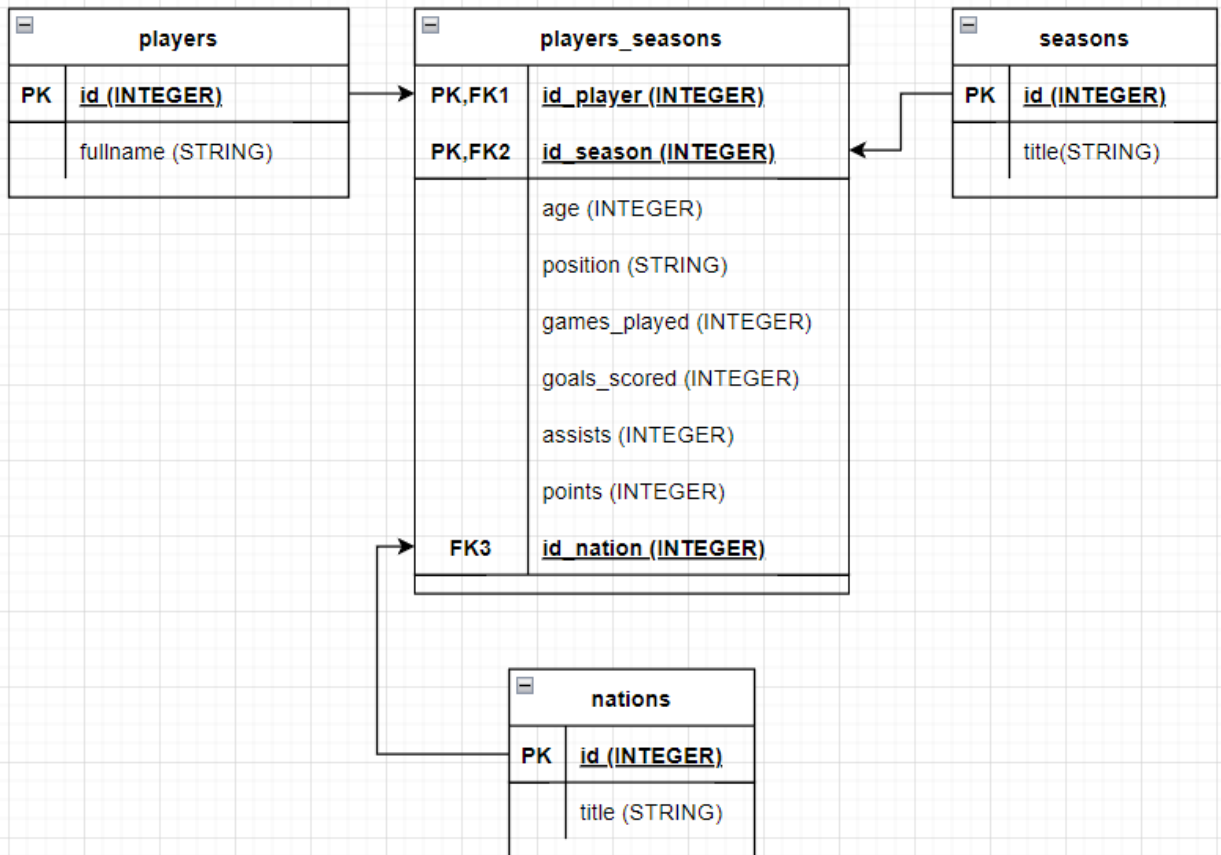 players
PK id (INTEGER)
fullname (STRING)
players_seasons
PK,FK1 id_player (INTEGER)
PK,FK2 id_season (INTEGER)
age (INTEGER)
position (STRING)
games_played (INTEGER)
goals_scored (INTEGER)
assists (INTEGER)
points (INTEGER)
FK3 id_nation (INTEGER)
seasons
PK id (INTEGER)
title(STRING)
nations
PK id (INTEGER)
title (STRING)